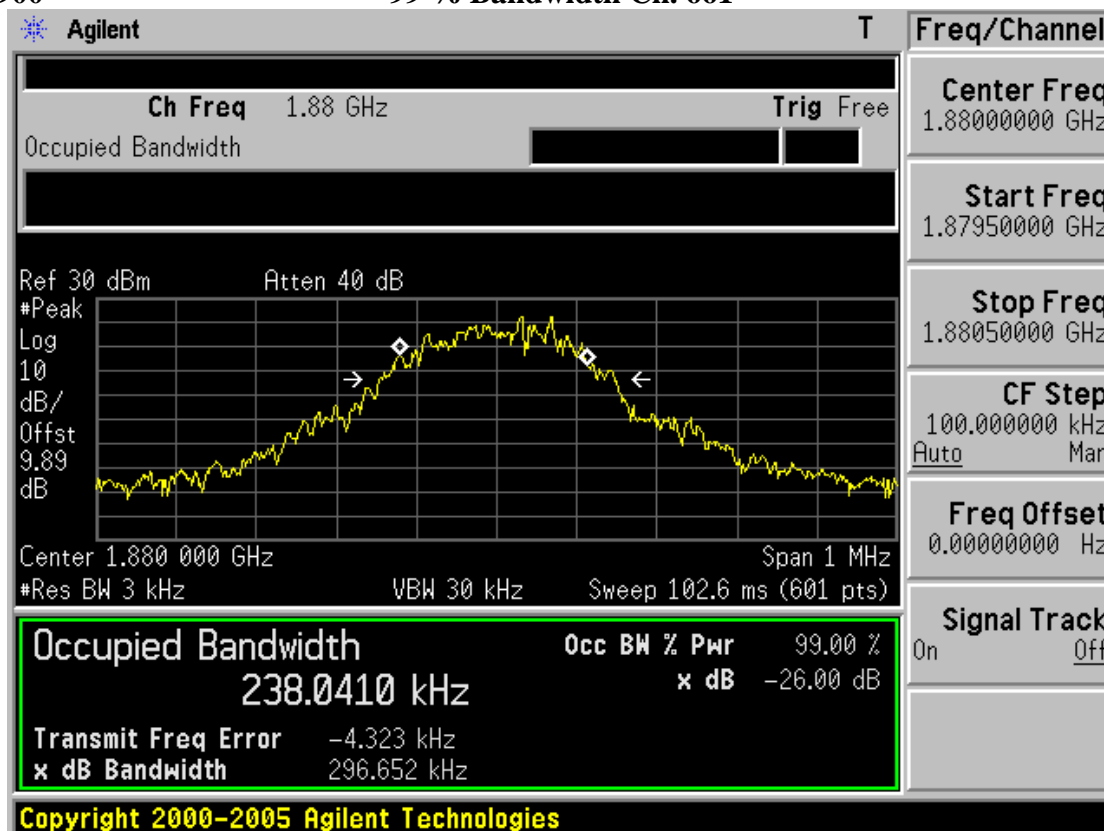 99 % Bandwidth Ch. 661
Agilent T
Ch Freq 1.88 GHz Trig Free
Occupied Bandwidth
Ref 30 dBm Atten 40 dB
#Peak
Log
10
dB/
Offst
9.89
dB
Center 1.880 000 GHz Span 1 MHz
#Res BW 3 kHz VBW 30 kHz Sweep 102.6 ms (601 pts)
Occupied Bandwidth
238.0410 kHz
Occ BW % Pwr 99.00 %
x dB -26.00 dB
Transmit Freq Error -4.323 kHz
x dB Bandwidth 296.652 kHz
Copyright 2000-2005 Agilent Technologies
Freq/Channel
Center Freq
1.88000000 GHz
Start Freq
1.87950000 GHz
Stop Freq
1.88050000 GHz
CF Step
100.000000 kHz
Auto Man
Freq Offset
0.00000000 Hz
Signal Track
On Off